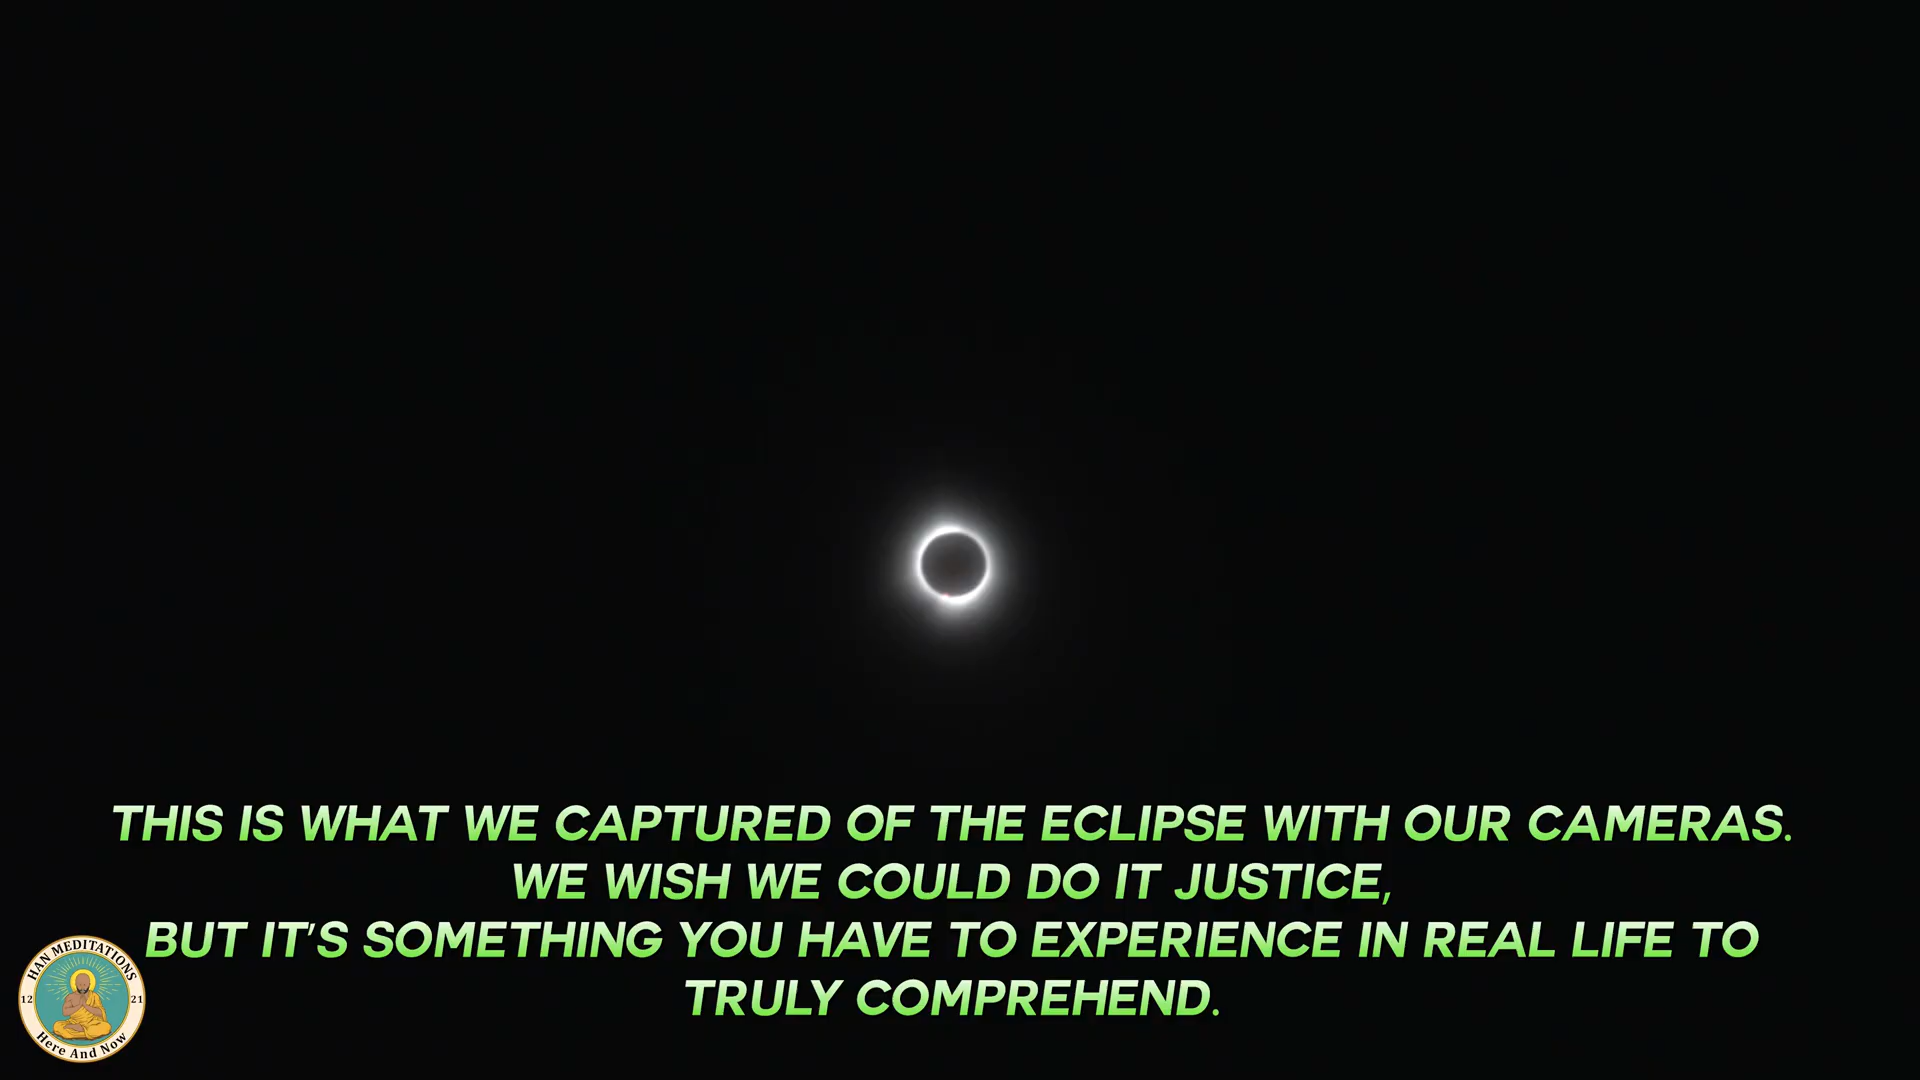 THIS IS WHAT WE CAPTURED OF THE ECLIPSE WITH OUR CAMERAS.
WE WISH WE COULD DO IT JUSTICE,
BUT IT'S SOMETHING YOU HAVE TO EXPERIENCE IN REAL LIFE TO
TRULY COMPREHEND.
HAN MEDITATIONS
12 21
Here And Now